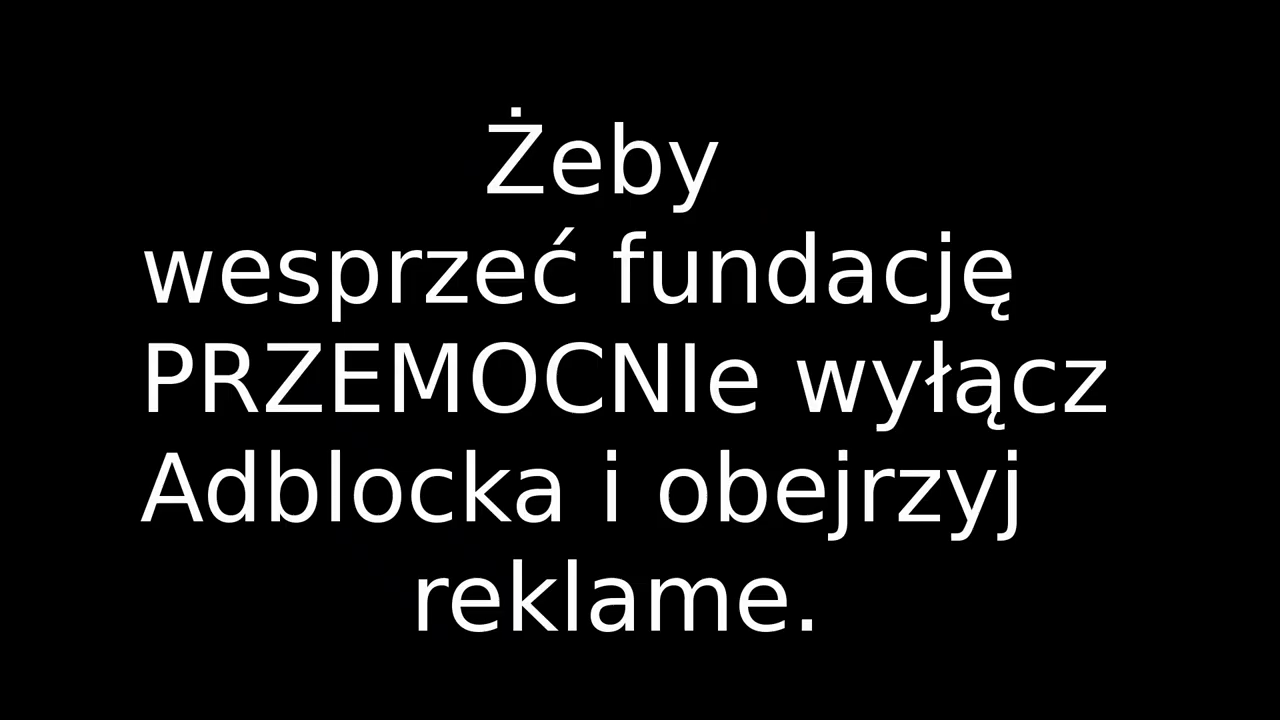 Żeby
wesprzeć fundację
PRZEMOCNIe wyłącz
Adblocka i obejrzyj
reklame.